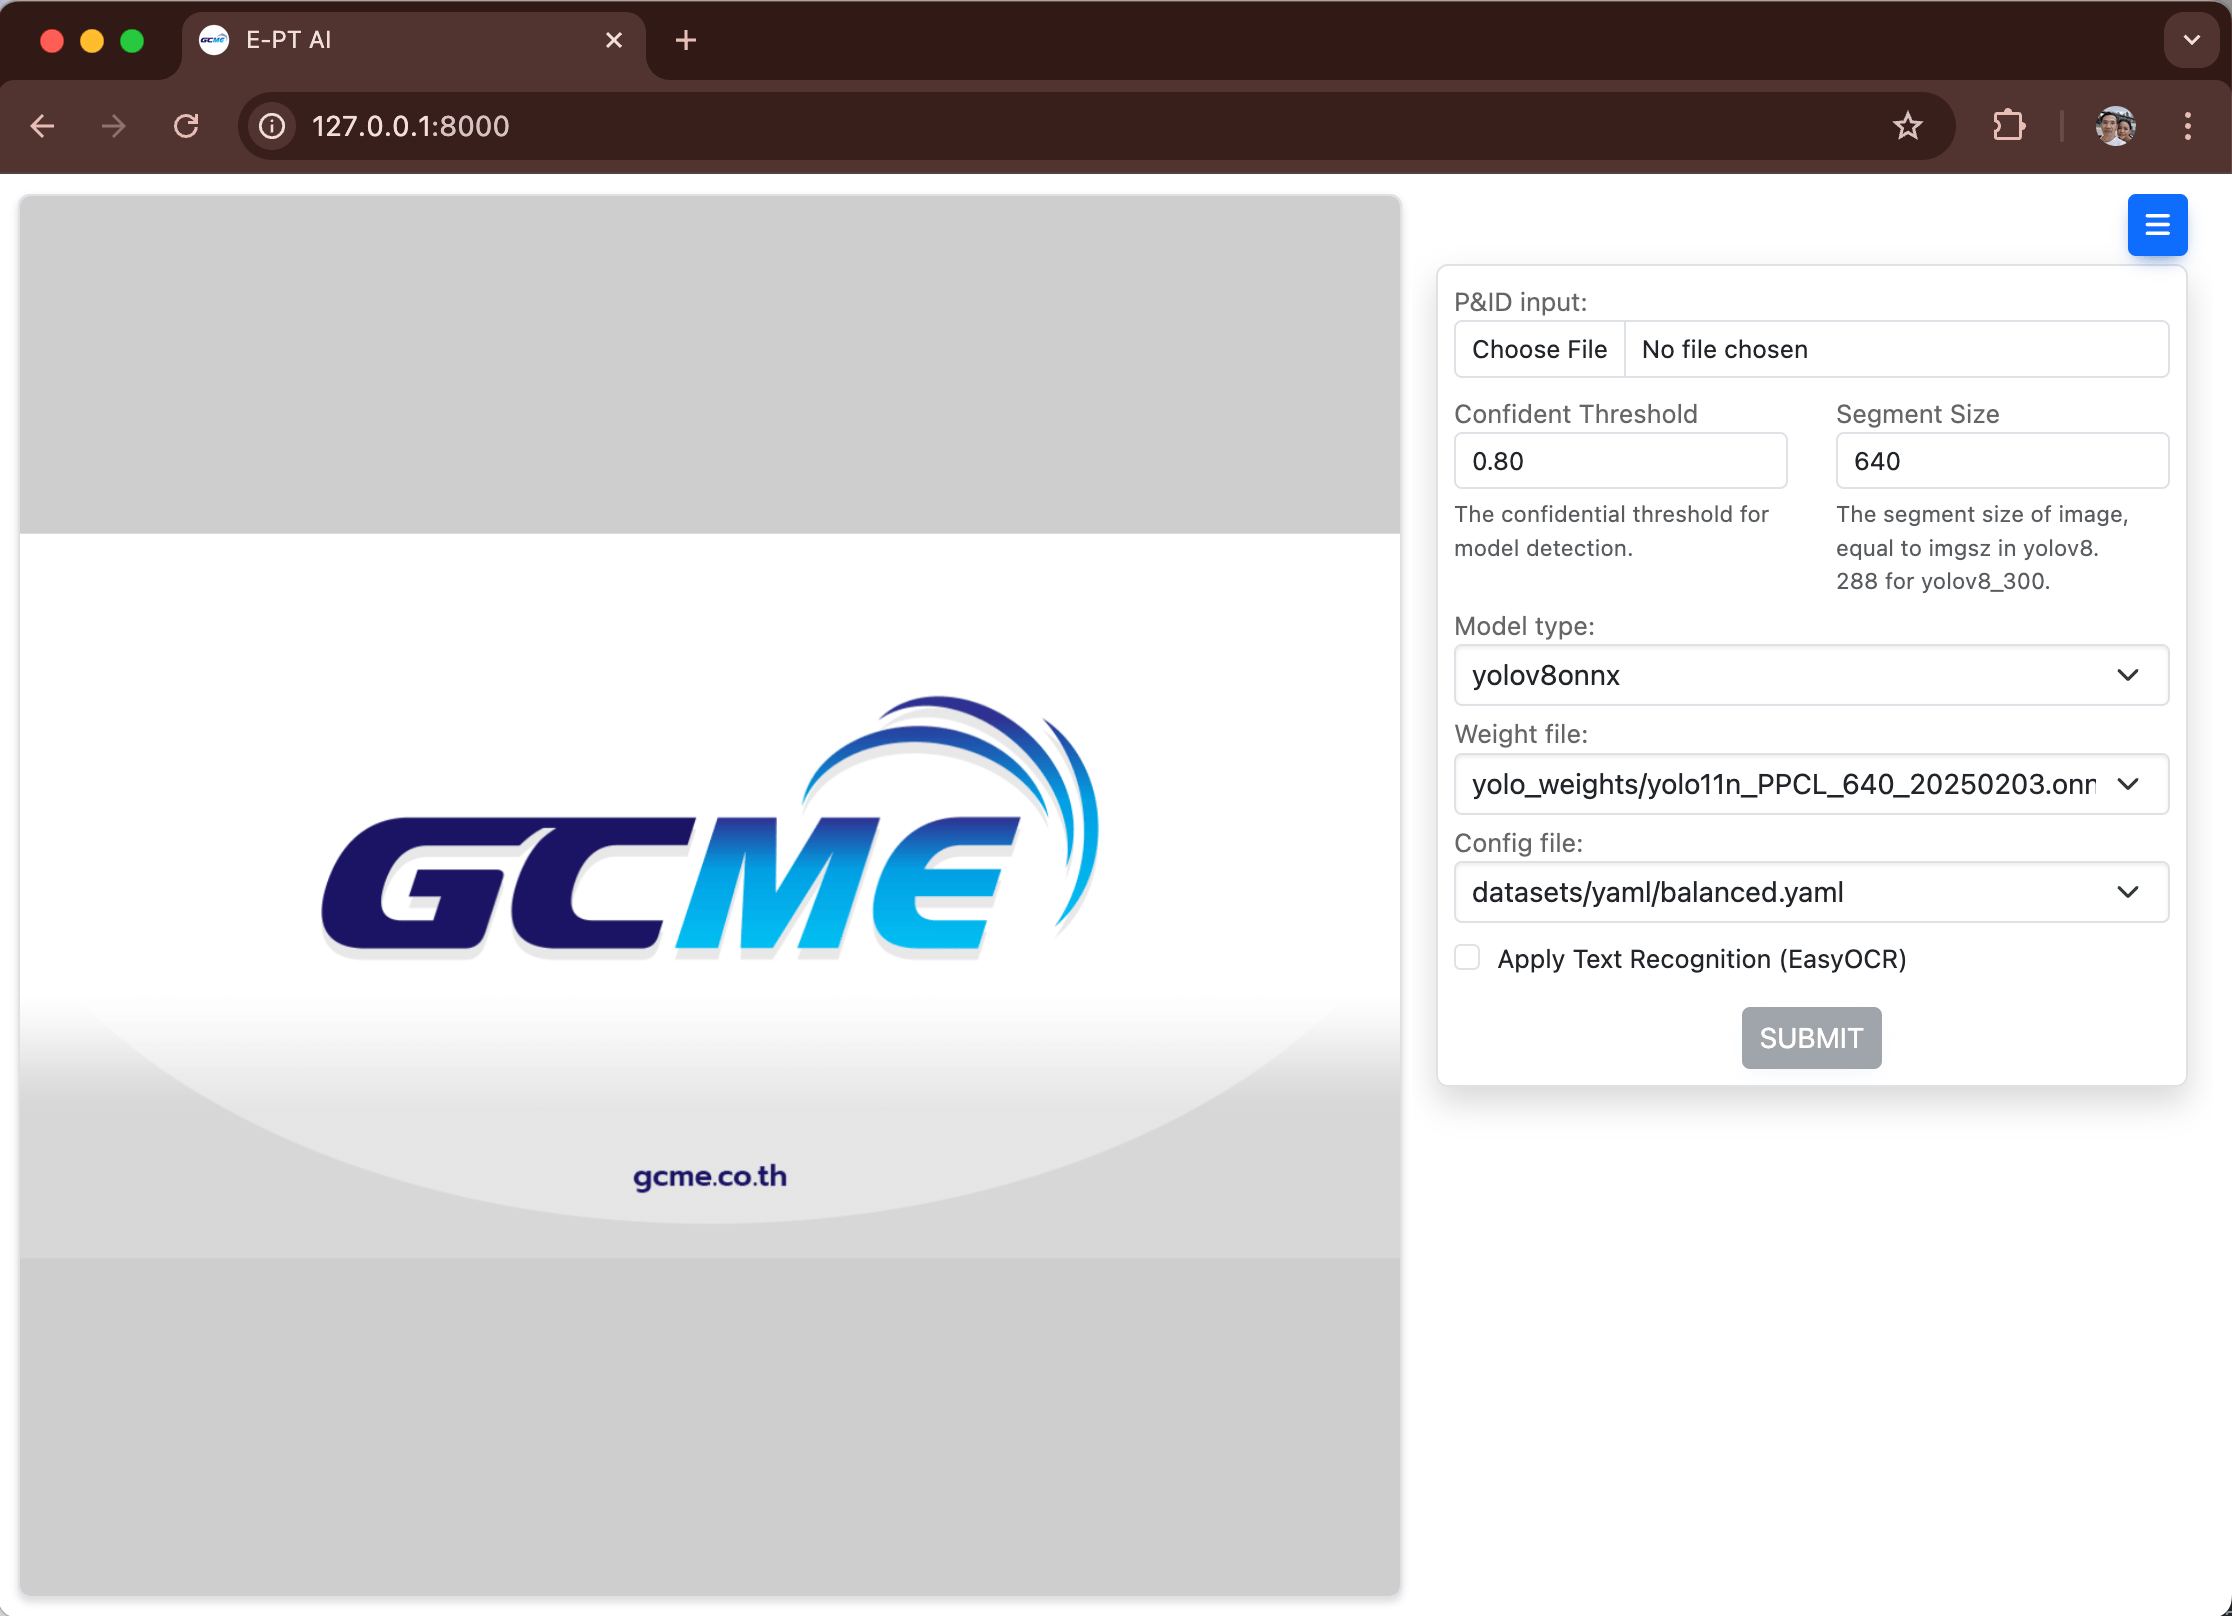 E-PT AI
127.0.0.1:8000
GCME
gcme.co.th
P&ID input:
Choose File No file chosen
Confident Threshold
0.80
The confidential threshold for
model detection.
Segment Size
640
The segment size of image,
equal to imgsz in yolov8.
288 for yolov8_300.
Model type:
yolov8onnx
Weight file:
yolo_weights/yolo11n_PPCL_640_20250203.onn
Config file:
datasets/yaml/balanced.yaml
Apply Text Recognition (EasyOCR)
SUBMIT